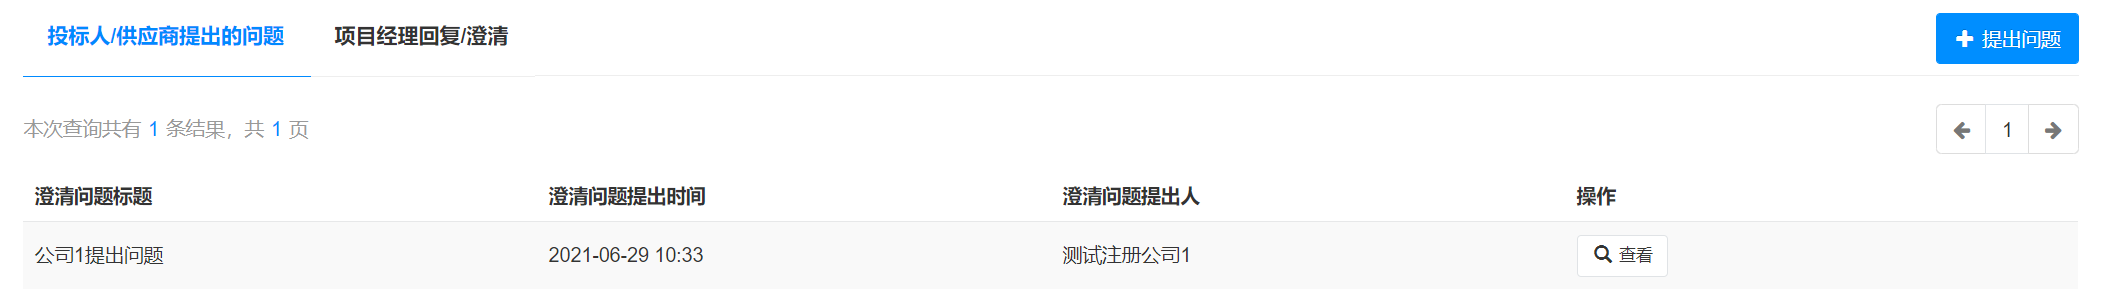 投标人/供应商提出的问题 项目经理回复/澄清 提出问题
本次查询共有 1 条结果，共 1 页 1
澄清问题标题 澄清问题提出时间 澄清问题提出人 操作
公司1提出问题 2021-06-29 10:33 测试注册公司1 查看